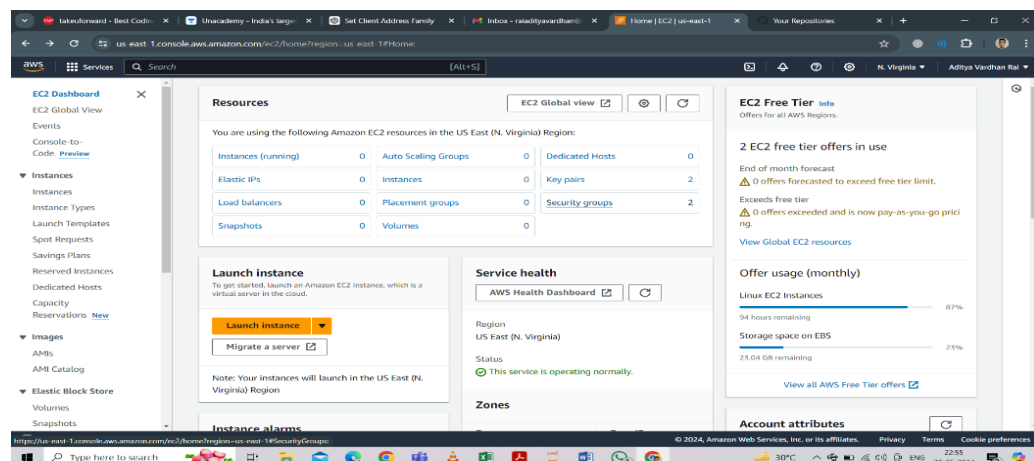 takeuforward - Best Codin
Unacademy - India's large
Set Client Address Family
Inbox - raiadityavardhan
Home | EC2 | us-east-1
Your Repositories
us-east-1.console.aws.amazon.com/ec2/home?region=us-east-1#Home:
aws
Services
Search
[Alt+S]
N. Virginia
Aditya Vardhan Rai
EC2 Dashboard
EC2 Global View
Events
Console-to-
Code Preview
Instances
Instances
Instance Types
Launch Templates
Spot Requests
Savings Plans
Reserved Instances
Dedicated Hosts
Capacity
Reservations New
Images
AMIs
AMI Catalog
Elastic Block Store
Volumes
Snapshots
Resources
EC2 Global view
You are using the following Amazon EC2 resources in the US East (N. Virginia) Region:
Instances (running) 0 Auto Scaling Groups 0 Dedicated Hosts 0
Elastic IPs 0 Instances 0 Key pairs 2
Load balancers 0 Placement groups 0 Security groups 2
Snapshots 0 Volumes 0
Launch instance
To get started, launch an Amazon EC2 instance, which is a
virtual server in the cloud.
Launch instance
Migrate a server
Note: Your instances will launch in the US East (N.
Virginia) Region
Instance alarms
Service health
AWS Health Dashboard
Region
US East (N. Virginia)
Status
This service is operating normally.
Zones
EC2 Free Tier Info
Offers for all AWS Regions.
2 EC2 free tier offers in use
End of month forecast
0 offers forecasted to exceed free tier limit.
Exceeds free tier
0 offers exceeded and is now pay-as-you-go prici
ng.
View Global EC2 resources
Offer usage (monthly)
Linux EC2 Instances
87%
94 hours remaining
Storage space on EBS
23%
23.04 GB remaining
View all AWS Free Tier offers
Account attributes
https://us-east-1.console.aws.amazon.com/ec2/home?region=us-east-1#SecurityGroups:
© 2024, Amazon Web Services, Inc. or its affiliates. Privacy Terms Cookie preferences
Type here to search
30°C
ENG
22:55